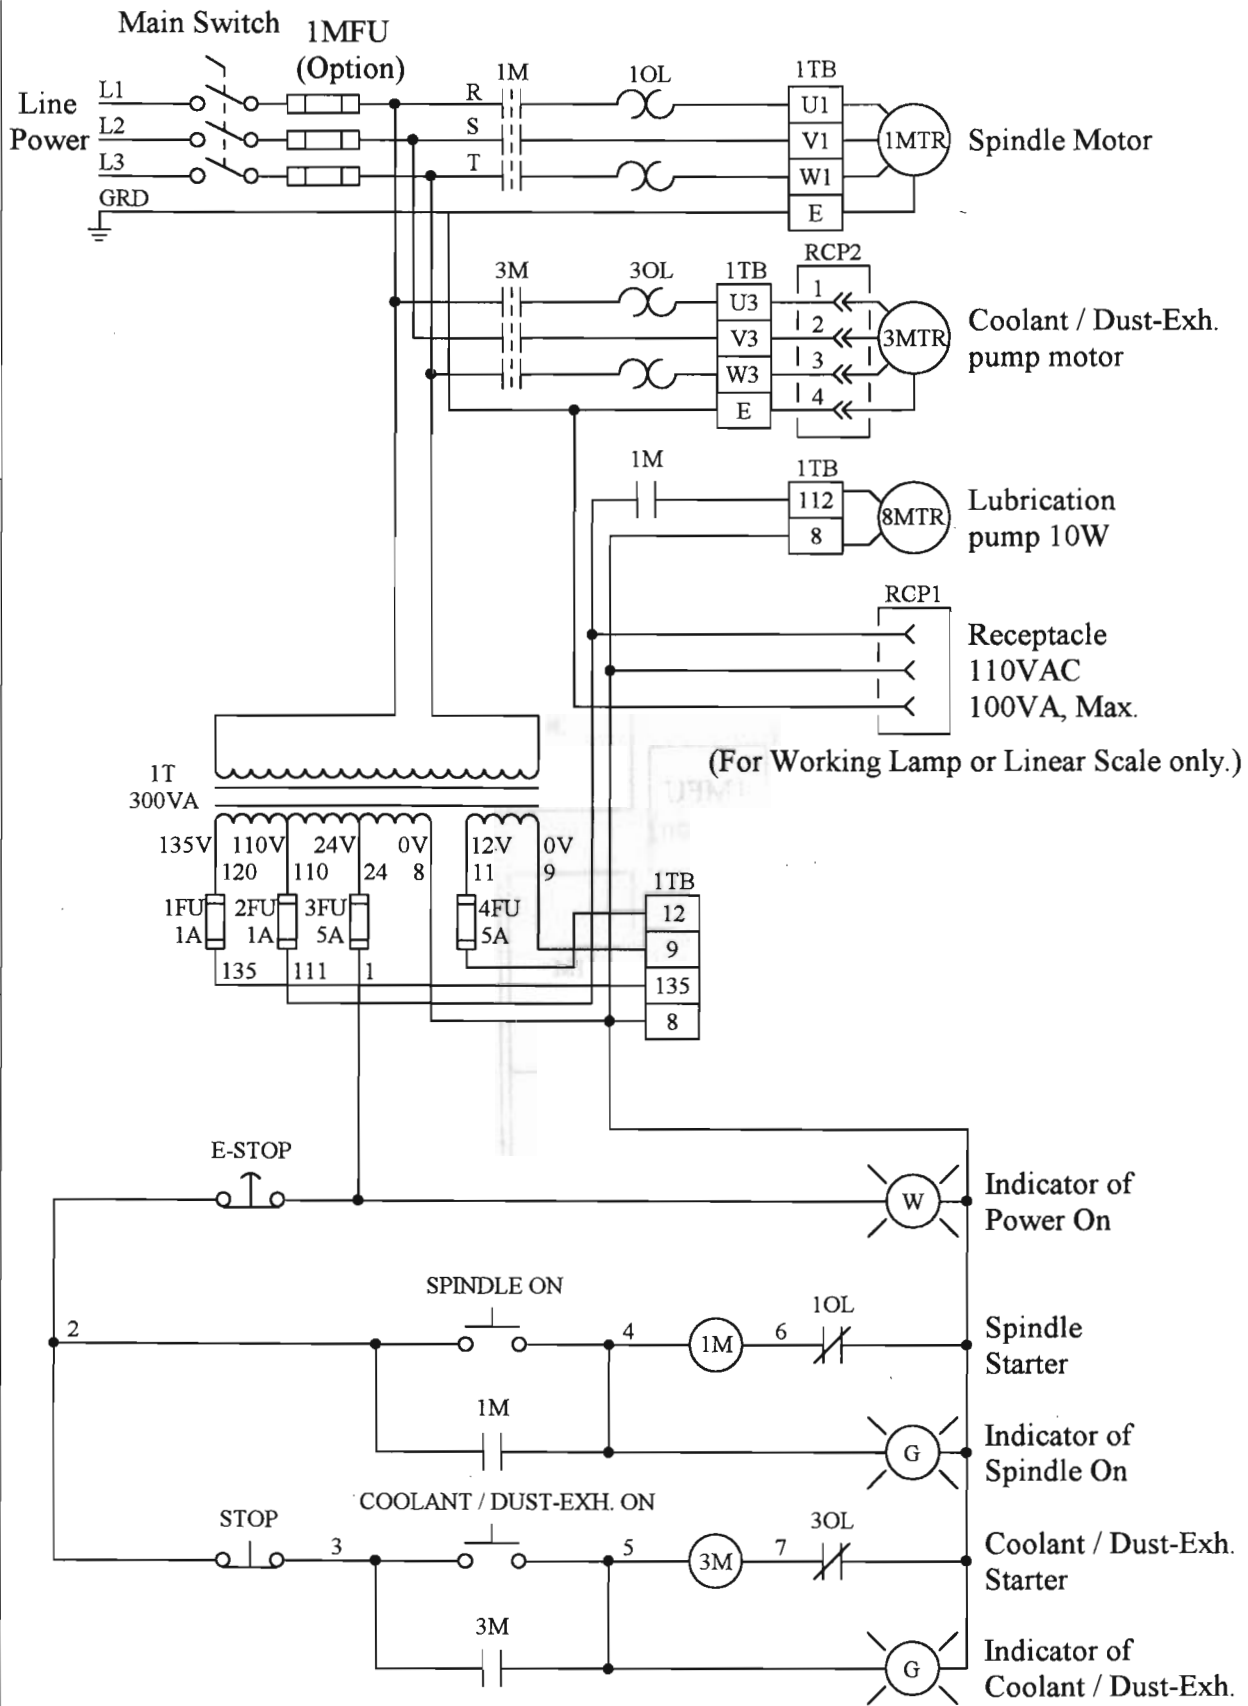 Main Switch
1MFU
(Option)
Line
Power
L1
L2
L3
GRD
R
S
T
1M
1OL
1TB
U1
V1
W1
E
1MTR
Spindle Motor
3M
3OL
1TB
U3
V3
W3
E
RCP2
1
2
3
4
3MTR
Coolant / Dust-Exh.
pump motor
1M
1TB
112
8
8MTR
Lubrication
pump 10W
RCP1
Receptacle
110VAC
100VA, Max.
(For Working Lamp or Linear Scale only.)
1T
300VA
135V 110V 24V 0V 12V 0V
120 110 24 8 11 9
1FU 2FU 3FU 4FU
1A 1A 5A 5A
135 111 1
1TB
12
9
135
8
E-STOP
W
Indicator of
Power On
SPINDLE ON
2
4
1M
6
1OL
Spindle
Starter
1M
G
Indicator of
Spindle On
COOLANT / DUST-EXH. ON
STOP
3
5
3M
7
3OL
Coolant / Dust-Exh.
Starter
3M
G
Indicator of
Coolant / Dust-Exh.